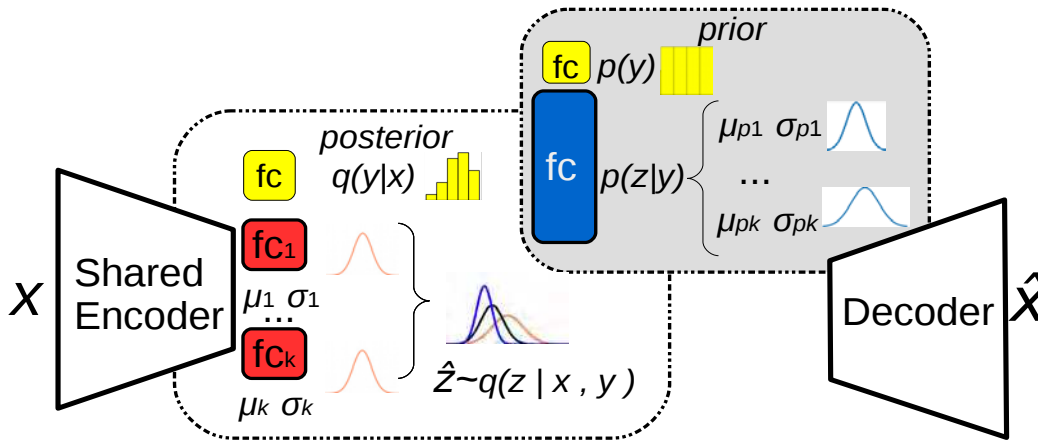 prior
fc p(y)
fc p(z|y)
μp1 σp1
...
μpk σpk
posterior
fc q(y|x)
fc1
μ1 σ1
...
fck
μk σk
ẑ~q(z | x , y )
x
Shared
Encoder
Decoder
x̂